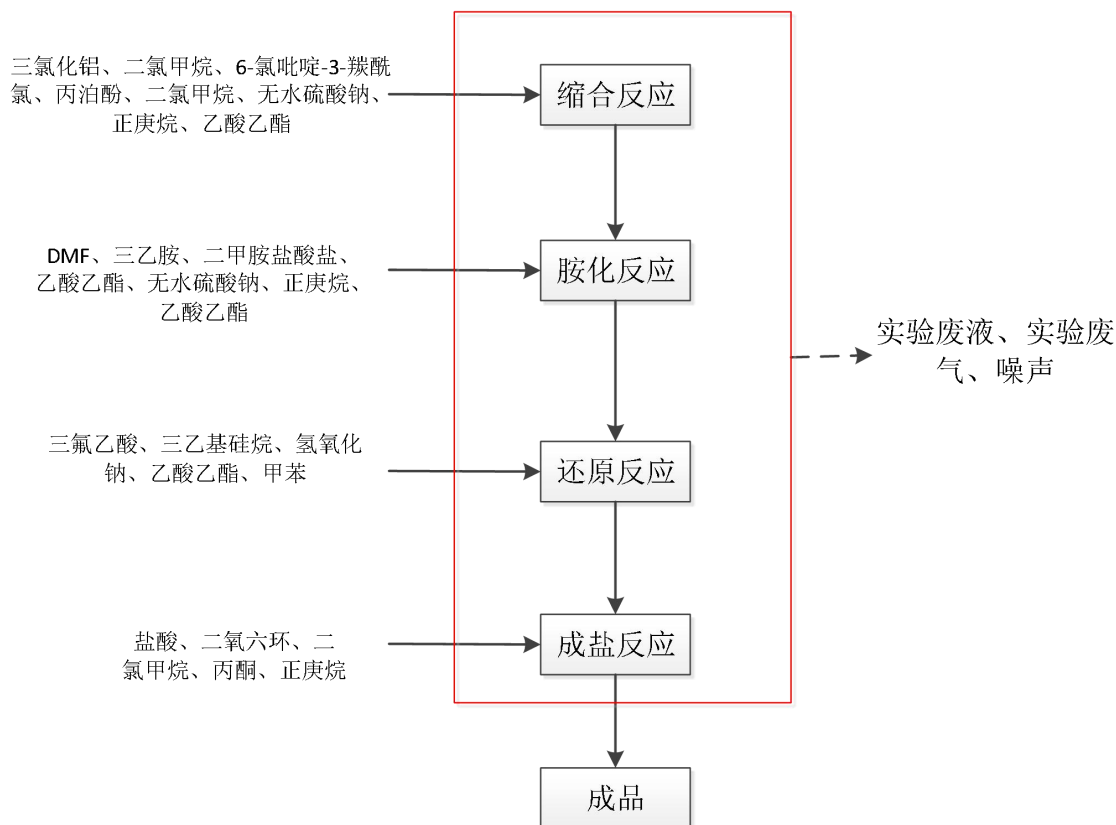 三氯化铝、二氯甲烷、6-氯吡啶-3-羰酰
氯、丙泊酚、二氯甲烷、无水硫酸钠、
正庚烷、乙酸乙酯
缩合反应
DMF、三乙胺、二甲胺盐酸盐、
乙酸乙酯、无水硫酸钠、正庚烷、
乙酸乙酯
胺化反应
实验废液、实验废
气、噪声
三氟乙酸、三乙基硅烷、氢氧化
钠、乙酸乙酯、甲苯
还原反应
盐酸、二氧六环、二
氯甲烷、丙酮、正庚烷
成盐反应
成品